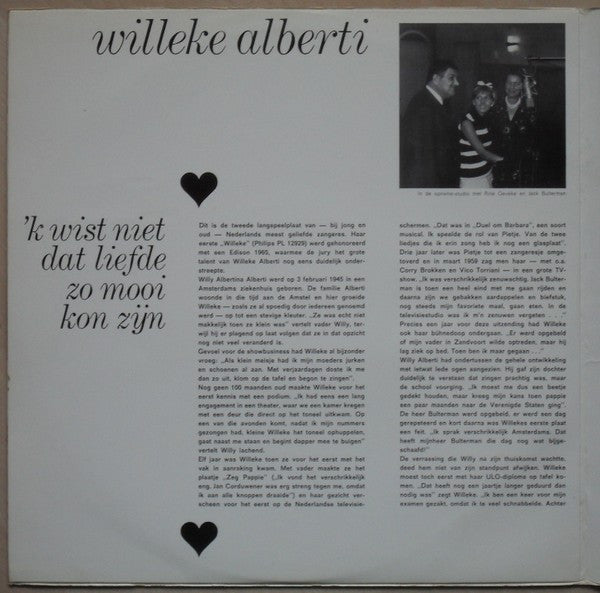 willeke alberti
In de opname-studio met Rine Geveke en Jack Bulterman
'k wist niet
dat liefde
zo mooi
kon zijn
Dit is de tweede langspeelplaat van — bij jong en
oud — Nederlands meest geliefde zangeres. Haar
eerste „Willeke" (Philips PL 12929) werd gehonoreerd
met een Edison 1965, waarmee de jury het grote
talent van Willeke Alberti nog eens duidelijk onder-
streepte.
Willy Albertina Alberti werd op 3 februari 1945 in een
Amsterdams ziekenhuis geboren. De familie Alberti
woonde in die tijd aan de Amstel en hier groeide
Willeke — zoals ze al spoedig door iedereen genoemd
werd — op tot een stevige kleuter. „Ze was echt niet
makkelijk toen ze klein was" vertelt vader Willy, ter-
wijl hij er plagend op laat volgen dat ze in dat opzicht
nog niet veel veranderd is.
Gevoel voor de showbusiness had Willeke al bijzonder
vroeg. „Als klein meisje had ik mijn moeders jurken
en schoenen al aan. Met verjaardagen doste ik me
dan zo uit, klom op de tafel en begon te zingen".
Nog geen 100 maanden oud maakte Willeke voor het
eerst kennis met een podium. „Ik had eens een lang
engagement in een theater, waar we een kamer kregen
met een deur die direct op het toneel uitkwam. Op
een van die avonden komt, nadat ik mijn nummers
gezongen had, kleine Willeke het toneel ophuppelen,
gaat naast me staan en begint dapper mee te buigen"
vertelt Willy lachend.
Elf jaar was Willeke toen ze voor het eerst met het
vak in aanraking kwam. Met vader maakte ze het
plaatje „Zeg Pappie" („Ik vond het verschrikkelijk
eng. Jan Corduwener was erg streng tegen me, omdat
ik aan alle knoppen draaide") en haar gezicht ver-
scheen voor het eerst op de Nederlandse televisie-
schermen. „Dat was in „Duel om Barbara", een soort
musical. Ik speelde de rol van Pietje. Van de twee
liedjes die ik erin zong heb ik nog een glasplaat".
Drie jaar later was Pietje tot een zangeresje omge-
toverd en in maart 1959 zag men haar — met o.a.
Corry Brokken en Vico Torriani — in een grote TV-
show. „Ik was verschrikkelijk zenuwachtig. Jack Bulter-
man is toen een heel eind met me gaan rijden en
daarna zijn we gebakken aardappelen en biefstuk,
nog steeds mijn favoriete maal, gaan eten. In de
televisiestudio was ik m'n zenuwen vergeten . . ."
Precies een jaar voor deze uitzending had Willeke
ook haar bühnedoop ondergaan. „Er werd opgebeld
of mijn vader in Zandvoort wilde optreden, maar hij
lag ziek op bed. Toen ben ik maar gegaan . . ."
Willy Alberti had ondertussen de gehele ontwikkeling
met ietwat lede ogen aangezien. Hij gaf zijn dochter
duidelijk te verstaan dat zingen prachtig was, maar
de school voorging. „Ik moest me dus een beetje
gedekt houden, maar kreeg mijn kans toen pappie
een paar maanden naar de Verenigde Staten ging".
De heer Bulterman werd opgebeld, er werd een dag
gerepeteerd en kort daarna was Willekes eerste plaat
een feit. „Ik sprak verschrikkelijk Amsterdams. Dat
heeft mijnheer Bulterman die dag nog wat bijge-
schaafd!"
De verrassing die Willy na zijn thuiskomst wachtte,
deed hem niet van zijn standpunt afwijken. Willeke
moest toch eerst met haar ULO-diploma op tafel ko-
men. „Dat heeft nog een jaartje langer geduurd dan
nodig was" zegt Willeke. „Ik ben een keer voor mijn
examen gezakt, omdat ik te veel schnabbelde. Achter